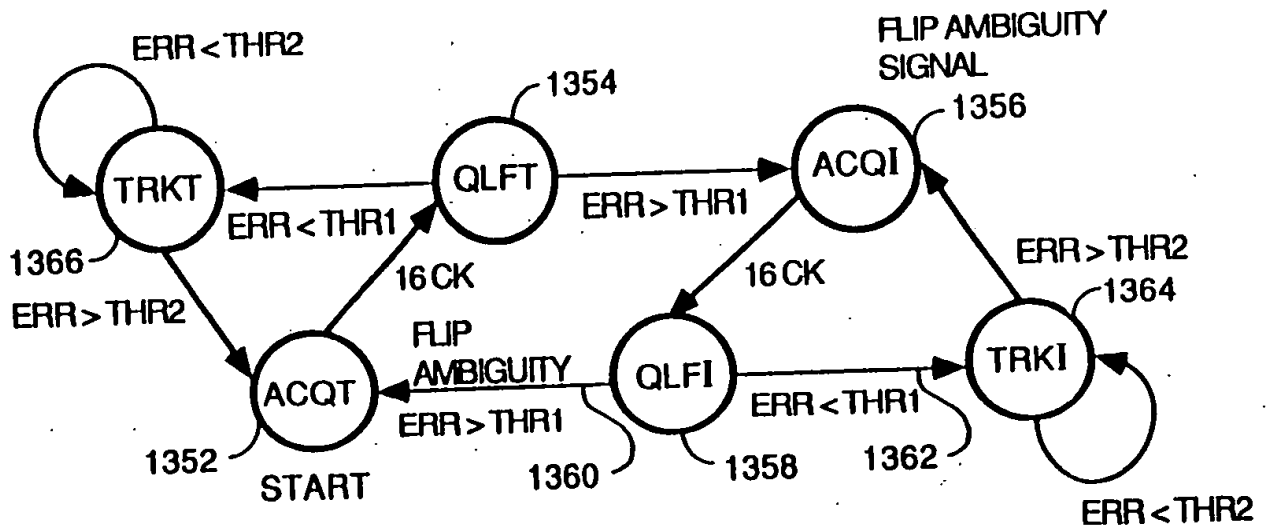 ERR < THR2
FLIP AMBIGUITY
SIGNAL
1354
1356
TRKT
QLFT
ACQI
ERR < THR1
ERR > THR1
1366
16 CK
16 CK
ERR > THR2
ERR > THR2
1364
FLIP
AMBIGUITY
ACQT
QLFI
TRKI
ERR > THR1
ERR < THR1
1352
1360
1358
1362
START
ERR < THR2